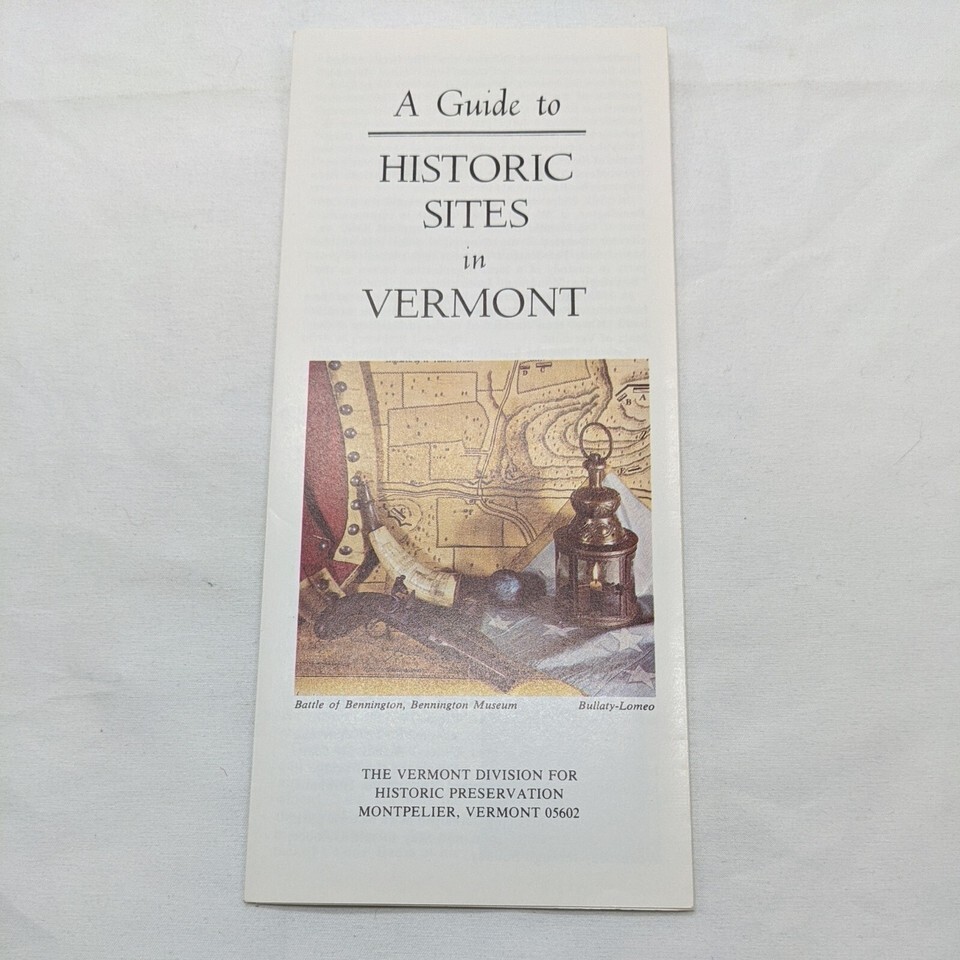 A Guide to
HISTORIC
SITES
in
VERMONT
D C
B A
Battle of Bennington, Bennington Museum Bullaty-Lomeo
THE VERMONT DIVISION FOR
HISTORIC PRESERVATION
MONTPELIER, VERMONT 05602